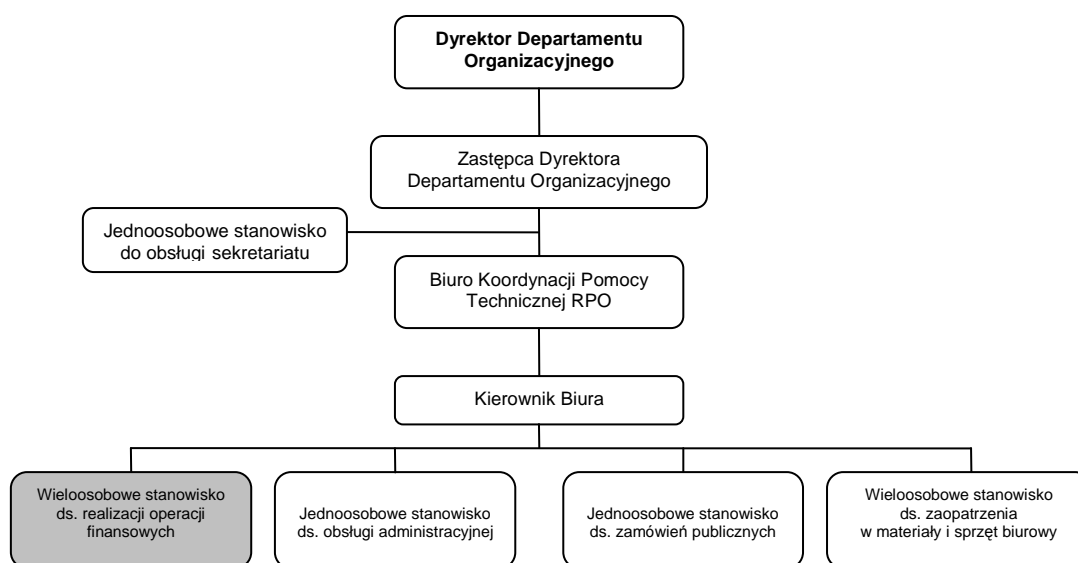 Dyrektor Departamentu
Organizacyjnego
Zastępca Dyrektora
Departamentu Organizacyjnego
Jednoosobowe stanowisko
do obsługi sekretariatu
Biuro Koordynacji Pomocy
Technicznej RPO
Kierownik Biura
Wieloosobowe stanowisko
ds. realizacji operacji
finansowych
Jednoosobowe stanowisko
ds. obsługi administracyjnej
Jednoosobowe stanowisko
ds. zamówień publicznych
Wieloosobowe stanowisko
ds. zaopatrzenia
w materiały i sprzęt biurowy